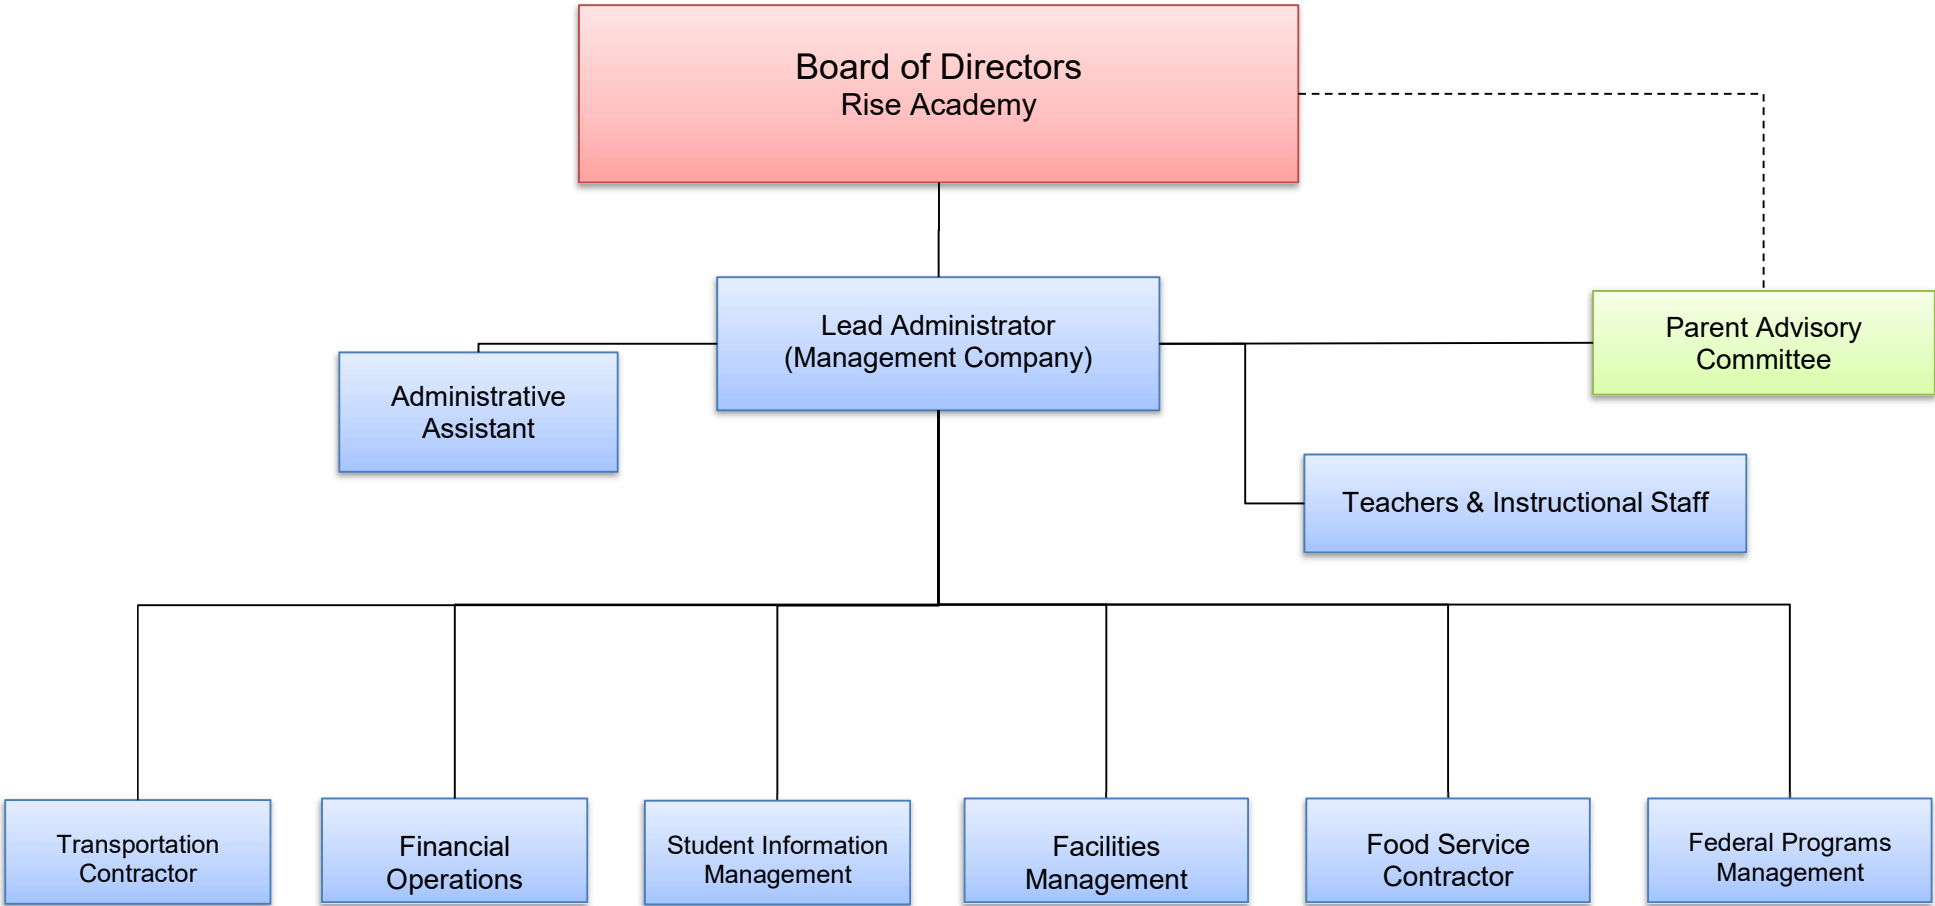 Board of Directors
Rise Academy
Lead Administrator
(Management Company)
Parent Advisory
Committee
Administrative
Assistant
Teachers & Instructional Staff
Transportation
Contractor
Financial
Operations
Student Information
Management
Facilities
Management
Food Service
Contractor
Federal Programs
Management